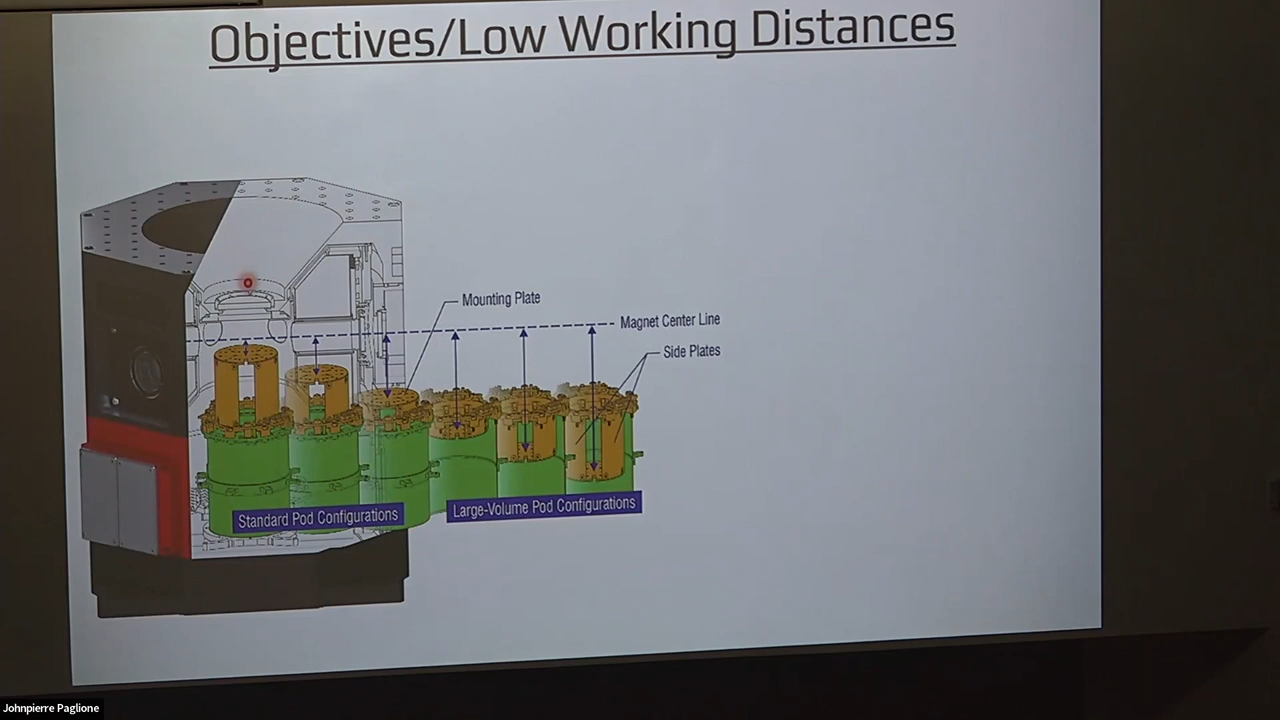 Objectives/Low Working Distances
Mounting Plate
Magnet Center Line
Side Plates
Standard Pod Configurations
Large-Volume Pod Configurations
Johnpierre Paglione